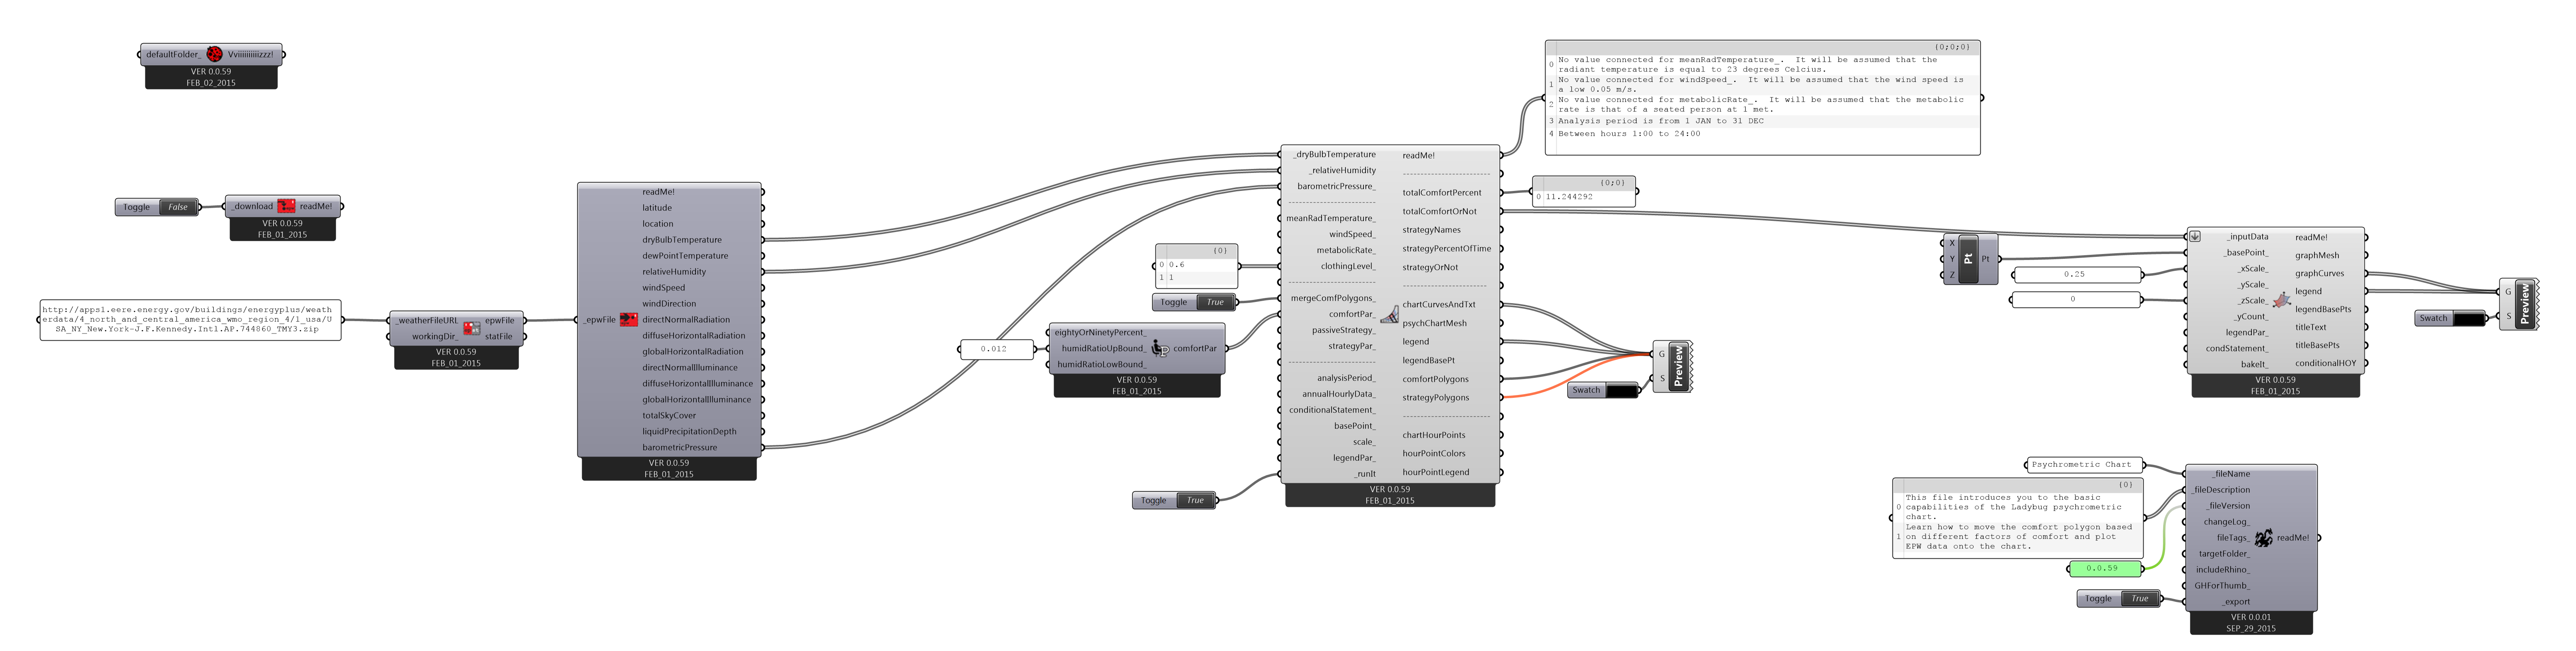 defaultFolder_ Vviiiiiiiiiizzz!
VER 0.0.59
FEB_02_2015
Toggle False
_download readMe!
VER 0.0.59
FEB_01_2015
http://apps1.eere.energy.gov/buildings/energyplus/weath
erdata/4_north_and_central_america_wmo_region_4/1_usa/U
SA_NY_New.York-J.F.Kennedy.Intl.AP.744860_TMY3.zip
_weatherFileURL epwFile
workingDir_ statFile
VER 0.0.59
FEB_01_2015
_epwFile
readMe!
latitude
location
dryBulbTemperature
dewPointTemperature
relativeHumidity
windSpeed
windDirection
directNormalRadiation
diffuseHorizontalRadiation
globalHorizontalRadiation
directNormalIlluminance
diffuseHorizontalIlluminance
globalHorizontalIlluminance
totalSkyCover
liquidPrecipitationDepth
barometricPressure
VER 0.0.59
FEB_01_2015
0.012
eightyOrNinetyPercent_
humidRatioUpBound_ comfortPar
humidRatioLowBound_
VER 0.0.59
FEB_01_2015
{0}
0 0.6
1 1
Toggle True
Toggle True
_dryBulbTemperature
_relativeHumidity
barometricPressure_
--------------------
meanRadTemperature_
windSpeed_
metabolicRate_
clothingLevel_
--------------------
mergeComfPolygons_
comfortPar_
passiveStrategy_
strategyPar_
--------------------
analysisPeriod_
annualHourlyData_
conditionalStatement_
basePoint_
scale_
legendPar_
_runIt
readMe!
--------------------
totalComfortPercent
totalComfortOrNot
strategyNames
strategyPercentOfTime
strategyOrNot
--------------------
chartCurvesAndTxt
psychChartMesh
legend
legendBasePt
comfortPolygons
strategyPolygons
--------------------
chartHourPoints
hourPointColors
hourPointLegend
VER 0.0.59
FEB_01_2015
{0;0;0}
0 No value connected for meanRadTemperature_.  It will be assumed that the
radiant temperature is equal to 23 degrees Celcius.
1 No value connected for windSpeed_.  It will be assumed that the wind speed is
a low 0.05 m/s.
2 No value connected for metabolicRate_.  It will be assumed that the metabolic
rate is that of a seated person at 1 met.
3 Analysis period is from 1 JAN to 31 DEC
4 Between hours 1:00 to 24:00
{0;0}
0 11.244292
Swatch
G
S
Preview
X
Y
Z
Pt
Pt
0.25
0
_inputData
_basePoint_
_xScale_
_yScale_
_zScale_
_yCount_
legendPar_
condStatement_
bakeIt_
readMe!
graphMesh
graphCurves
legend
legendBasePts
titleText
titleBasePts
conditionalHOY
VER 0.0.59
FEB_01_2015
Swatch
G
S
Preview
Psychrometric Chart
{0}
0 This file introduces you to the basic
capabilities of the Ladybug psychrometric
chart.
1 Learn how to move the comfort polygon based
on different factors of comfort and plot
EPW data onto the chart.
0.0.59
Toggle True
_fileName
_fileDescription
_fileVersion
changeLog_
fileTags_
targetFolder_
includeRhino_
GHForThumb_
_export
readMe!
VER 0.0.01
SEP_29_2015